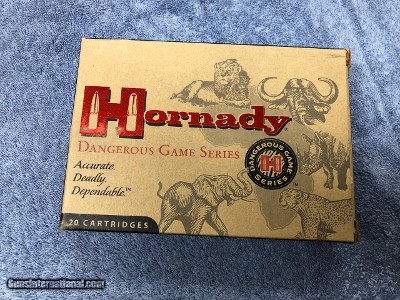 Hornady
DANGEROUS GAME SERIES
Accurate.
Deadly.
Dependable.™
DANGEROUS GAME
H
SERIES
20 CARTRIDGES
GunsInternational.com